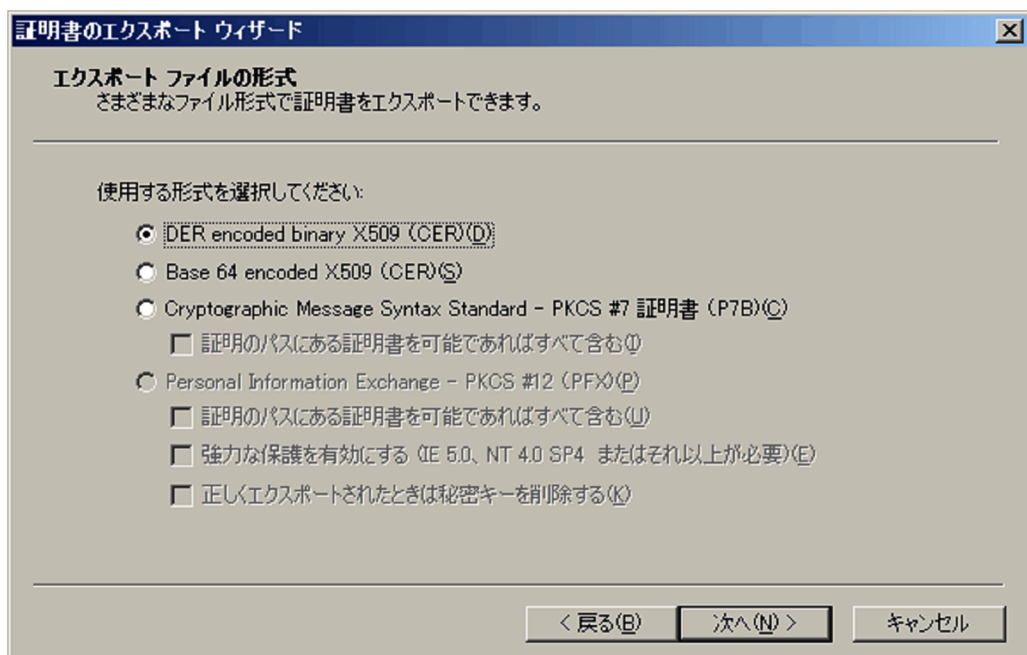 証明書のエクスポート ウィザード
エクスポート ファイルの形式
さまざまなファイル形式で証明書をエクスポートできます。
使用する形式を選択してください:
DER encoded binary X509 (CER)(D)
Base 64 encoded X509 (CER)(S)
Cryptographic Message Syntax Standard - PKCS #7 証明書 (P7B)(C)
証明のパスにある証明書を可能であればすべて含む(I)
Personal Information Exchange - PKCS #12 (PFX)(P)
証明のパスにある証明書を可能であればすべて含む(U)
強力な保護を有効にする (IE 5.0、NT 4.0 SP4 またはそれ以上が必要)(E)
正しくエクスポートされたときは秘密キーを削除する(K)
< 戻る(B) 次へ(N) > キャンセル